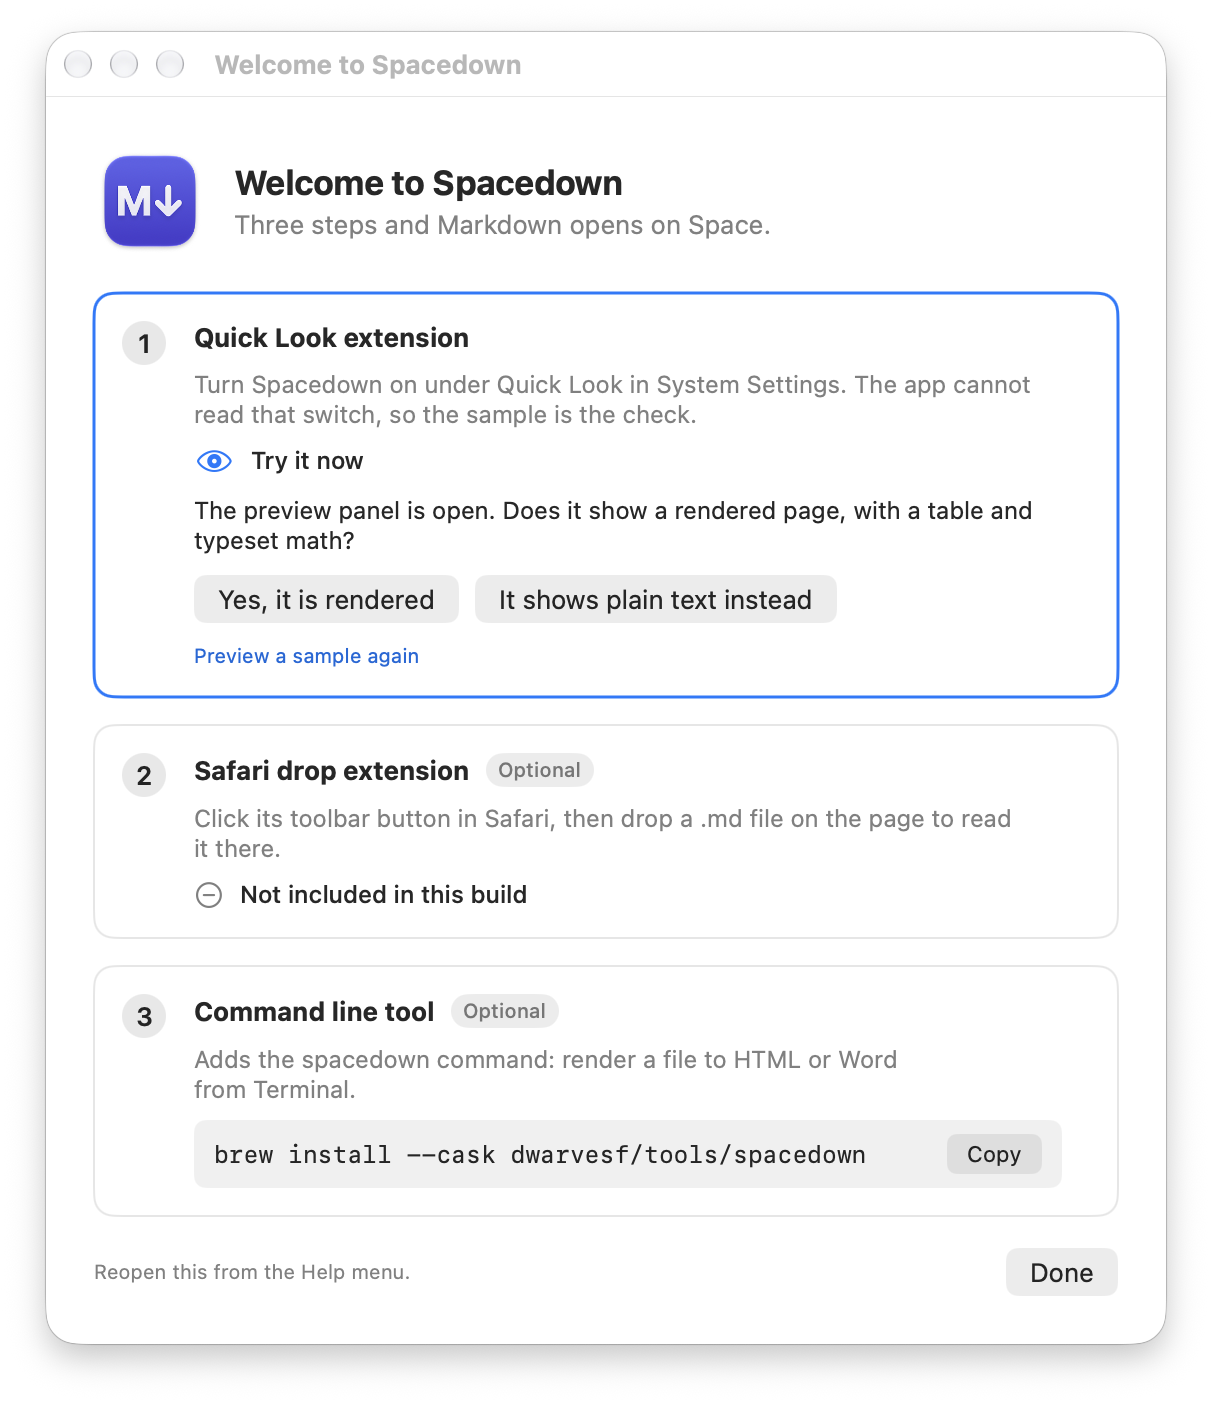 Welcome to Spacedown
M↓
Welcome to Spacedown
Three steps and Markdown opens on Space.
1
Quick Look extension
Turn Spacedown on under Quick Look in System Settings. The app cannot
read that switch, so the sample is the check.
Try it now
The preview panel is open. Does it show a rendered page, with a table and
typeset math?
Yes, it is rendered
It shows plain text instead
Preview a sample again
2
Safari drop extension Optional
Click its toolbar button in Safari, then drop a .md file on the page to read
it there.
Not included in this build
3
Command line tool Optional
Adds the spacedown command: render a file to HTML or Word
from Terminal.
brew install --cask dwarvesf/tools/spacedown Copy
Reopen this from the Help menu.
Done